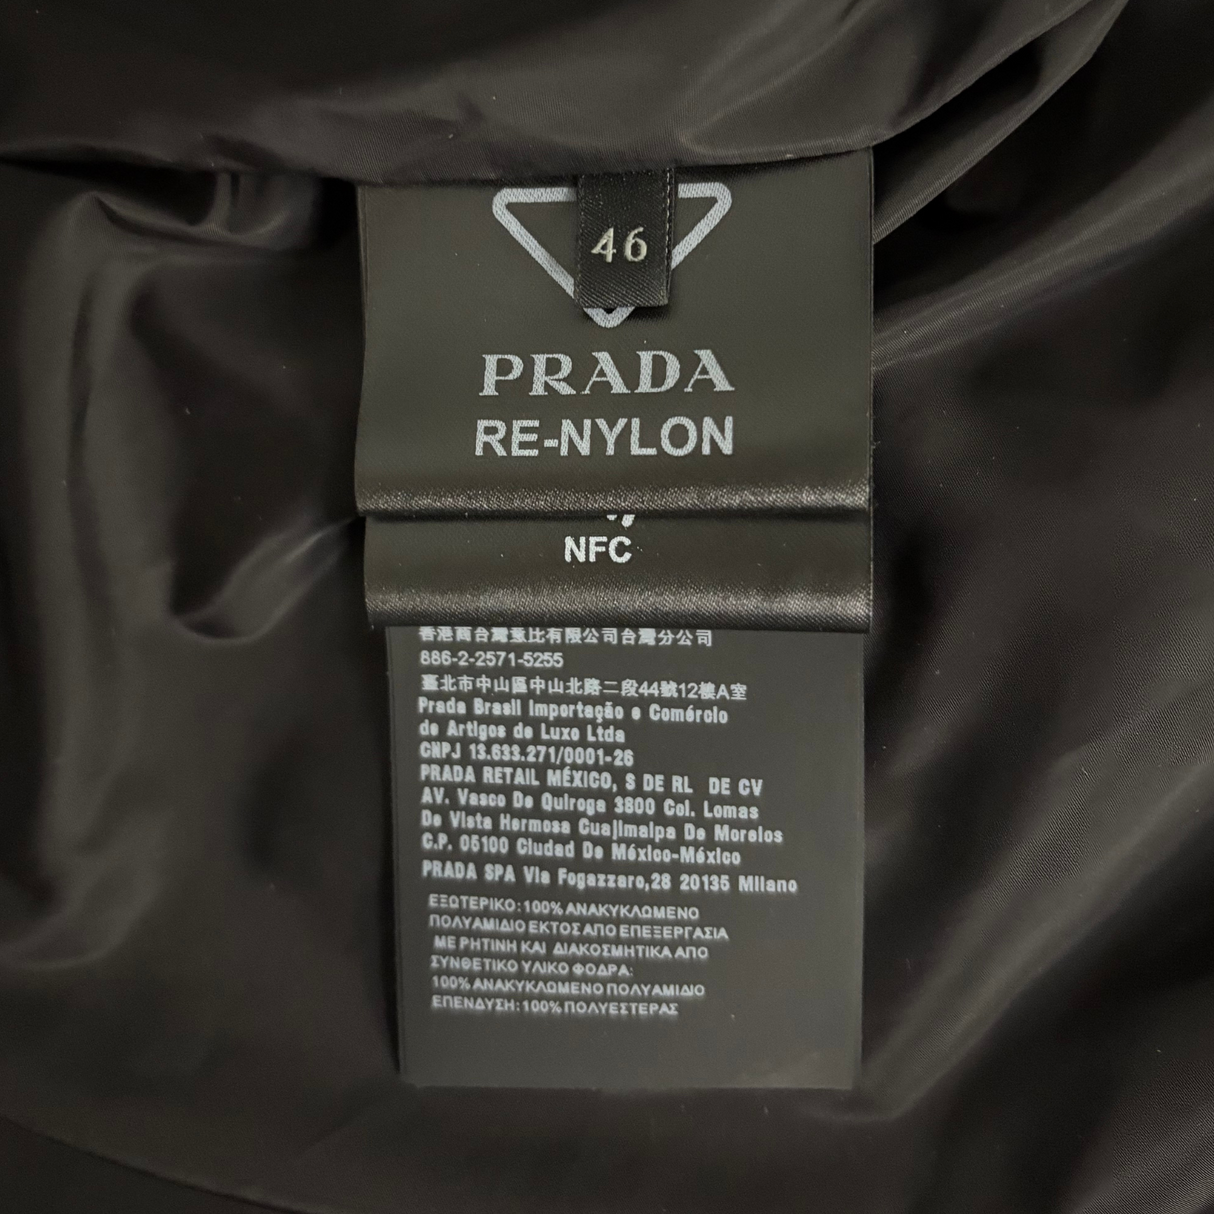 46
PRADA
RE-NYLON
NFC
香港商台灣
比有限公司台灣分公司
886-2-2571-5255
臺北市中山區中山北路二段44號12樓A室
Prada Brasil Importação e Comércio
de Artigos de Luxo Ltda
CNPJ 13.633.271/0001-26
PRADA RETAIL MÉXICO, S DE RL DE CV
AV. Vasco De Quiroga 3800 Col. Lomas
De Vista Hermosa Cuajimalpa De Morelos
C.P. 05100 Ciudad De México-México
PRADA SPA Via Fogazzaro,28 20135 Milano
ΕΞΩΤΕΡΙΚΟ:100% ΑΝΑΚΥΚΛΩΜΕΝΟ
ΠΟΛΥΑΜΙΔΙΟ ΕΚΤΟΣ ΑΠΟ ΕΠΕΞΕΡΓΑΣΙΑ
ΜΕ ΡΗΤΙΝΗ ΚΑΙ ΔΙΑΚΟΣΜΗΤΙΚΑ ΑΠΟ
ΣΥΝΘΕΤΙΚΟ ΥΛΙΚΟ ΦΟΔΡΑ:
100% ΑΝΑΚΥΚΛΩΜΕΝΟ ΠΟΛΥΑΜΙΔΙΟ
ΕΠΕΝΔΥΣΗ:100% ΠΟΛΥΕΣΤΕΡΑΣ